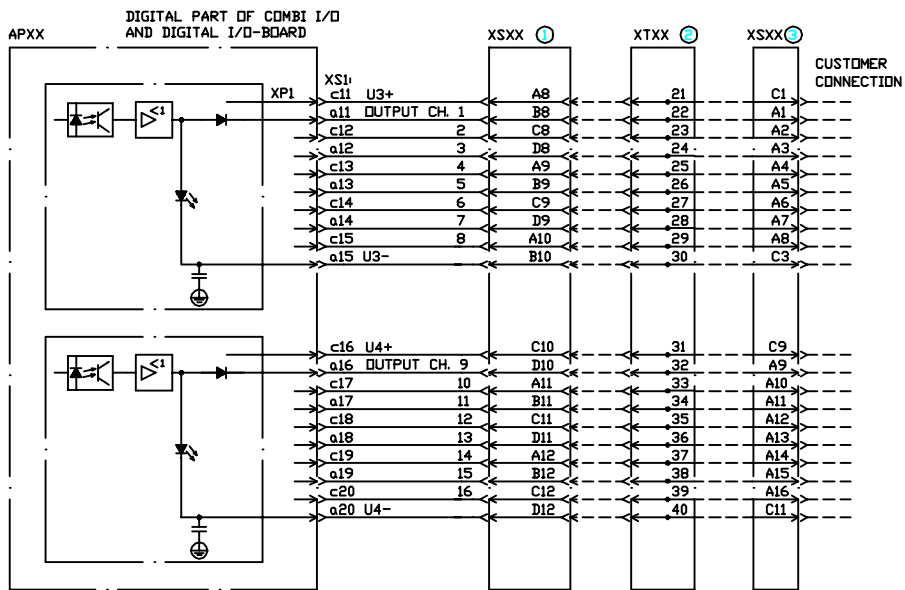 DIGITAL PART OF COMBI I/O
AND DIGITAL I/O-BOARD
APXX
XSXX 1
XTXX 2
XSXX 3
CUSTOMER
CONNECTION
XS1
XP1
c11 U3+ A8 21 C1
a11 OUTPUT CH. 1 B8 22 A1
c12 2 C8 23 A2
a12 3 D8 24 A3
c13 4 A9 25 A4
a13 5 B9 26 A5
c14 6 C9 27 A6
a14 7 D9 28 A7
c15 8 A10 29 A8
a15 U3- B10 30 C3
<1
c16 U4+ C10 31 C9
a16 OUTPUT CH. 9 D10 32 A9
c17 10 A11 33 A10
a17 11 B11 34 A11
c18 12 C11 35 A12
a18 13 D11 36 A13
c19 14 A12 37 A14
a19 15 B12 38 A15
c20 16 C12 39 A16
a20 U4- D12 40 C11
<1